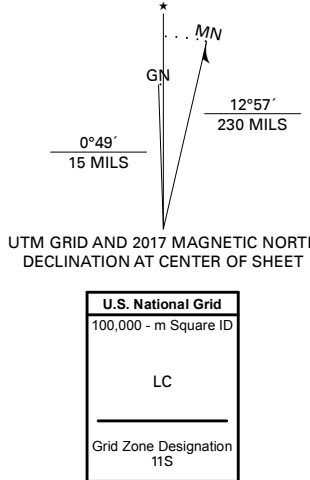 ★
MN
GN
12°57´
230 MILS
0°49´
15 MILS
UTM GRID AND 2017 MAGNETIC NORTH
DECLINATION AT CENTER OF SHEET
U.S. National Grid
100,000 - m Square ID
LC
Grid Zone Designation
11S